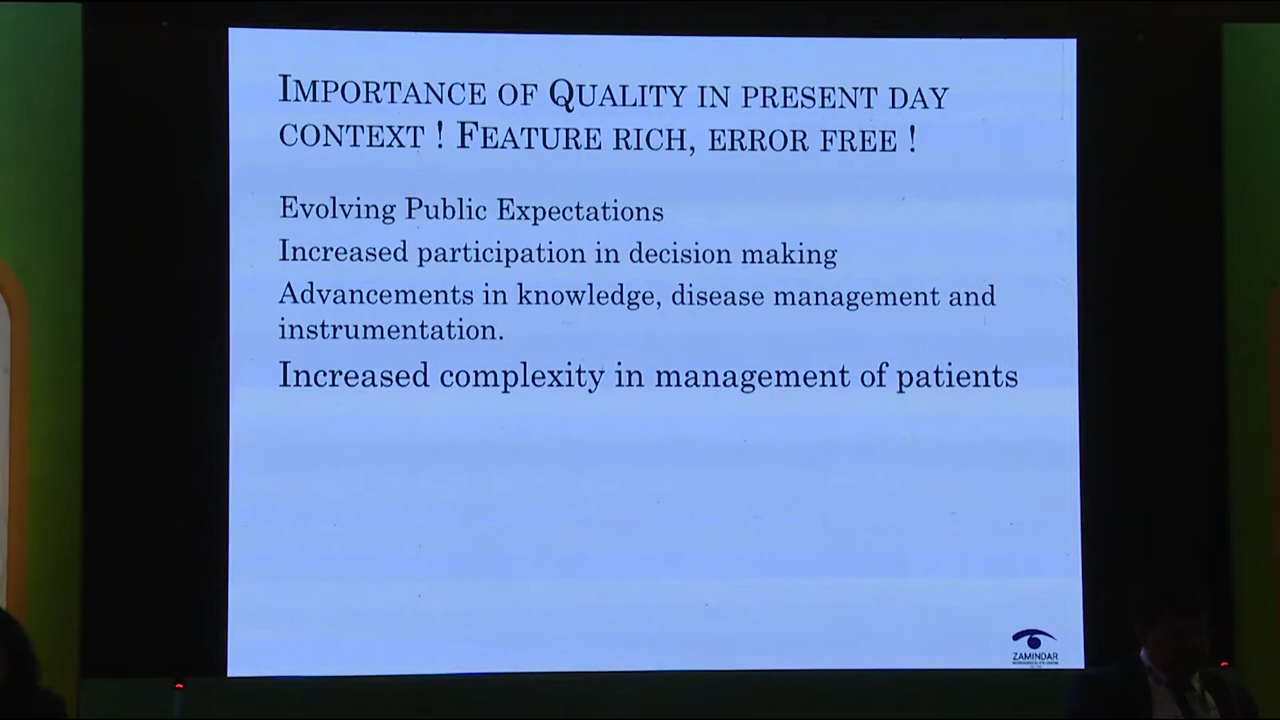 IMPORTANCE OF QUALITY IN PRESENT DAY
CONTEXT ! FEATURE RICH, ERROR FREE !
Evolving Public Expectations
Increased participation in decision making
Advancements in knowledge, disease management and
instrumentation.
Increased complexity in management of patients
ZAMINDAR